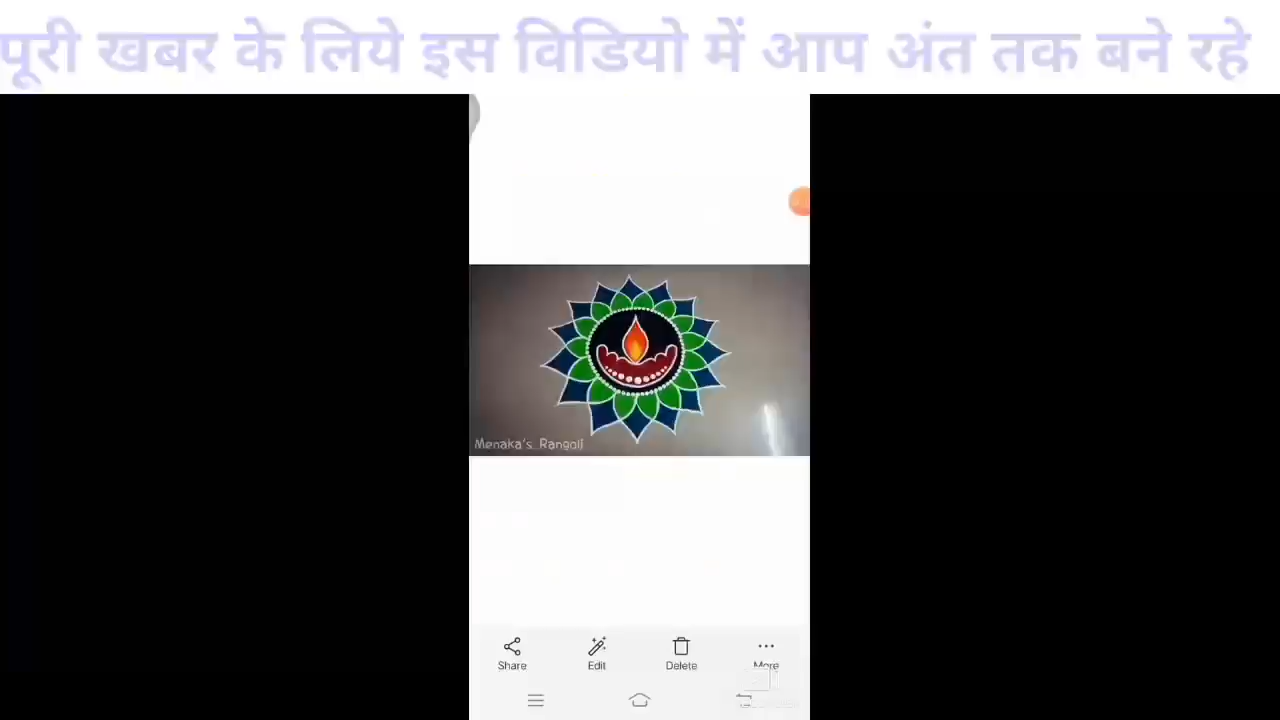 पूरी खबर के लिये इस विडियो में आप अंत तक बने रहे
Menaka's Rangoli
Share Edit Delete More